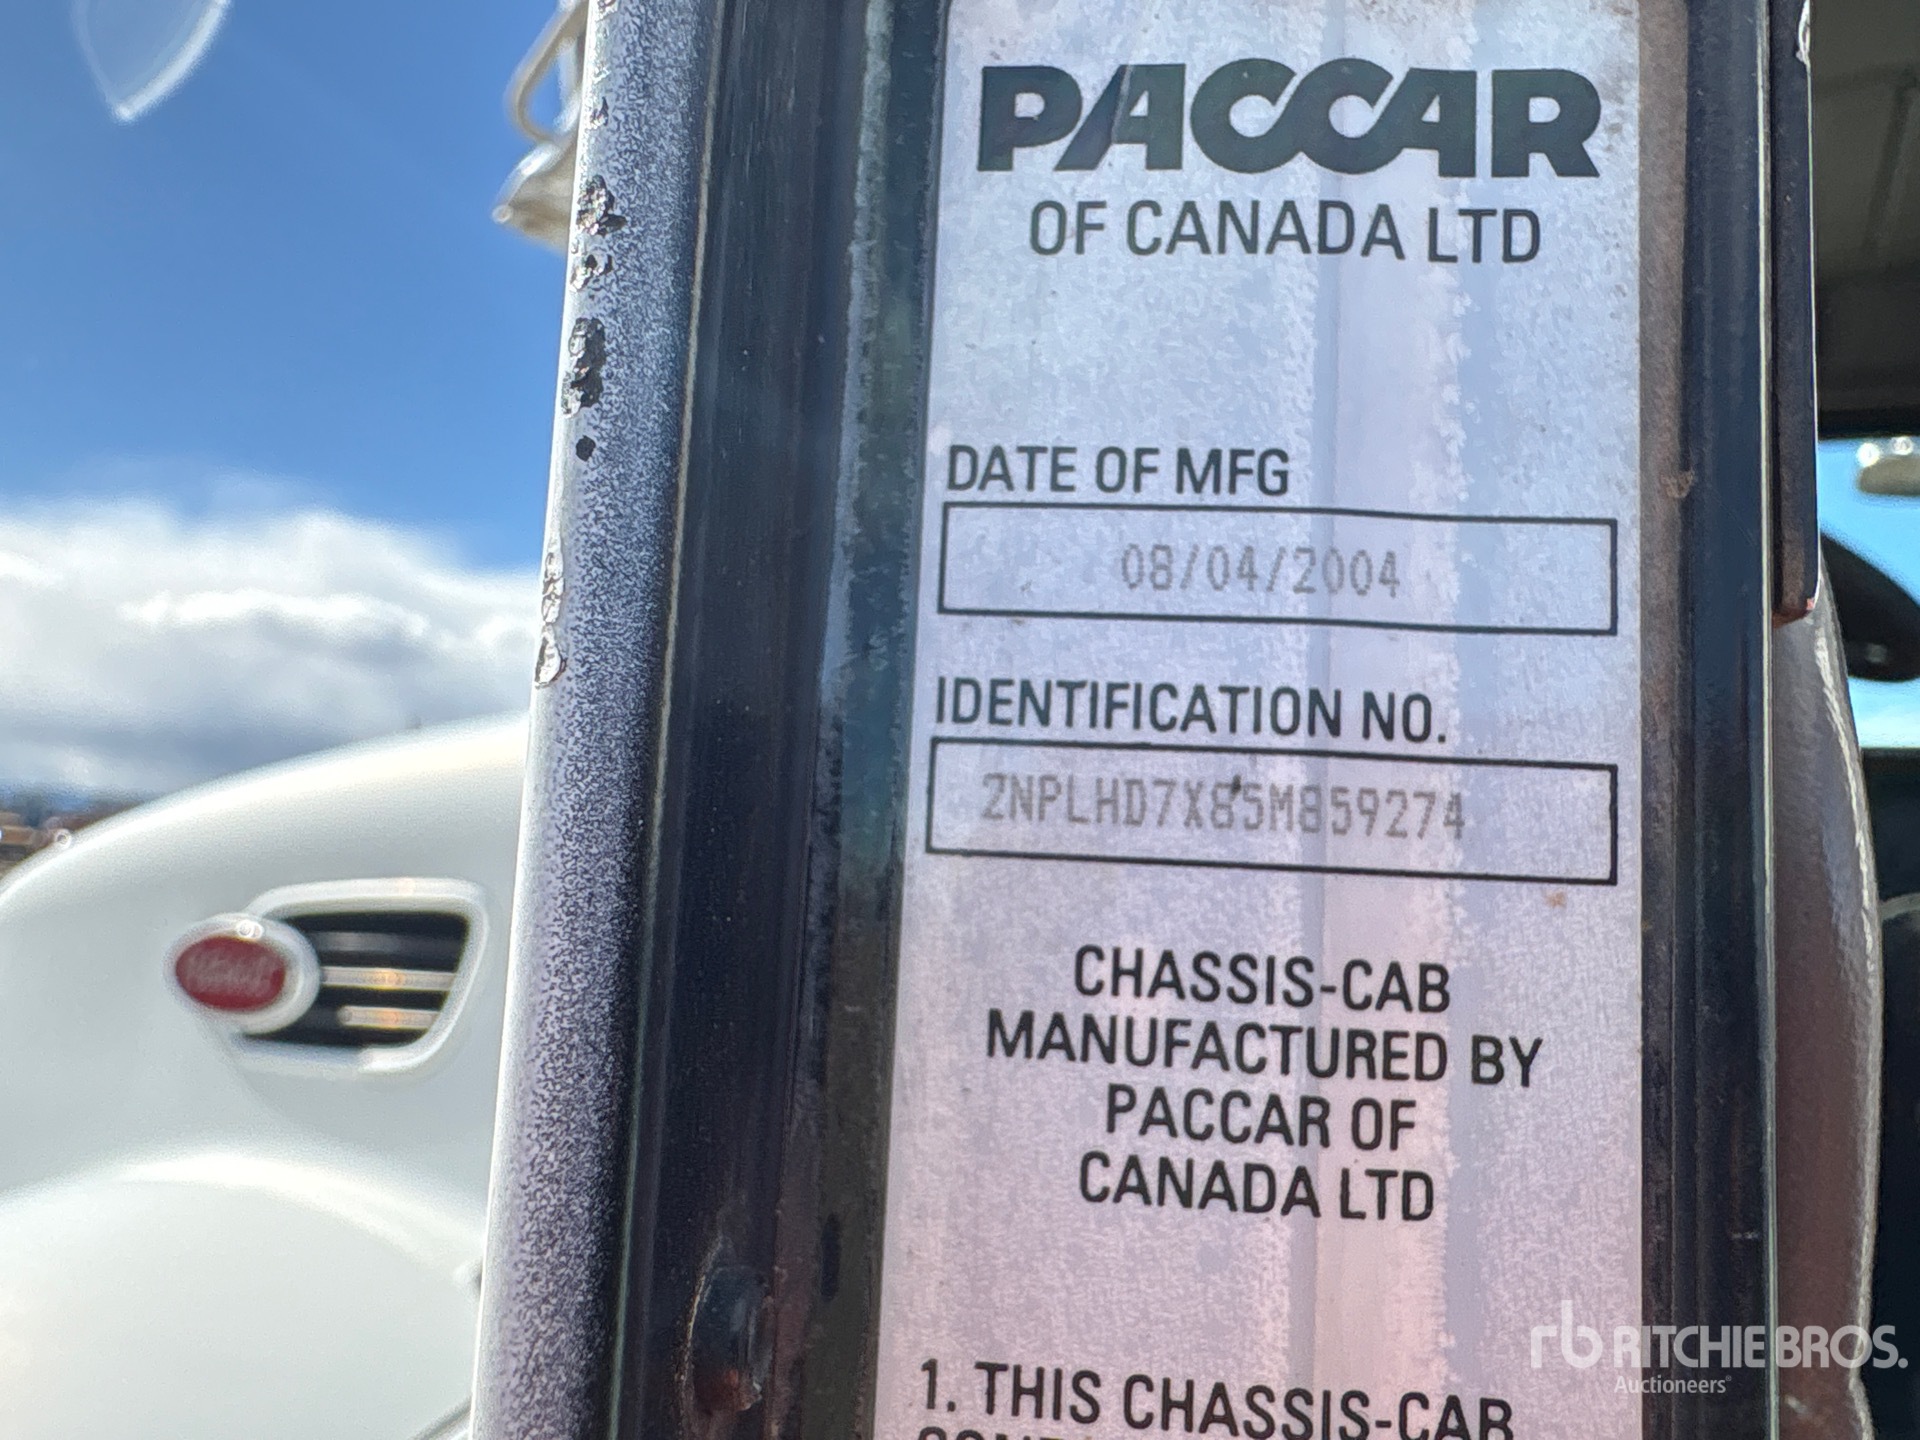 PACCAR
OF CANADA LTD
DATE OF MFG
08/04/2004
IDENTIFICATION NO.
2NPLHD7X85M859274
CHASSIS-CAB
MANUFACTURED BY
PACCAR OF
CANADA LTD
1. THIS CHASSIS-CAB
rb RITCHIE BROS.
Auctioneers